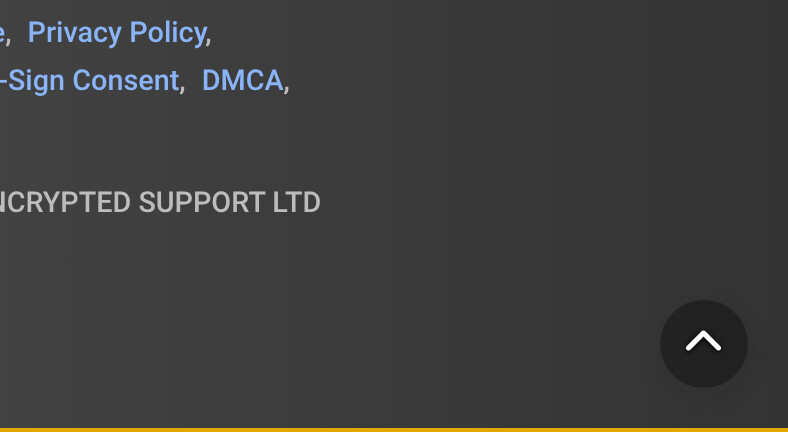 e, Privacy Policy,
-Sign Consent, DMCA,
NCRYPTED SUPPORT LTD